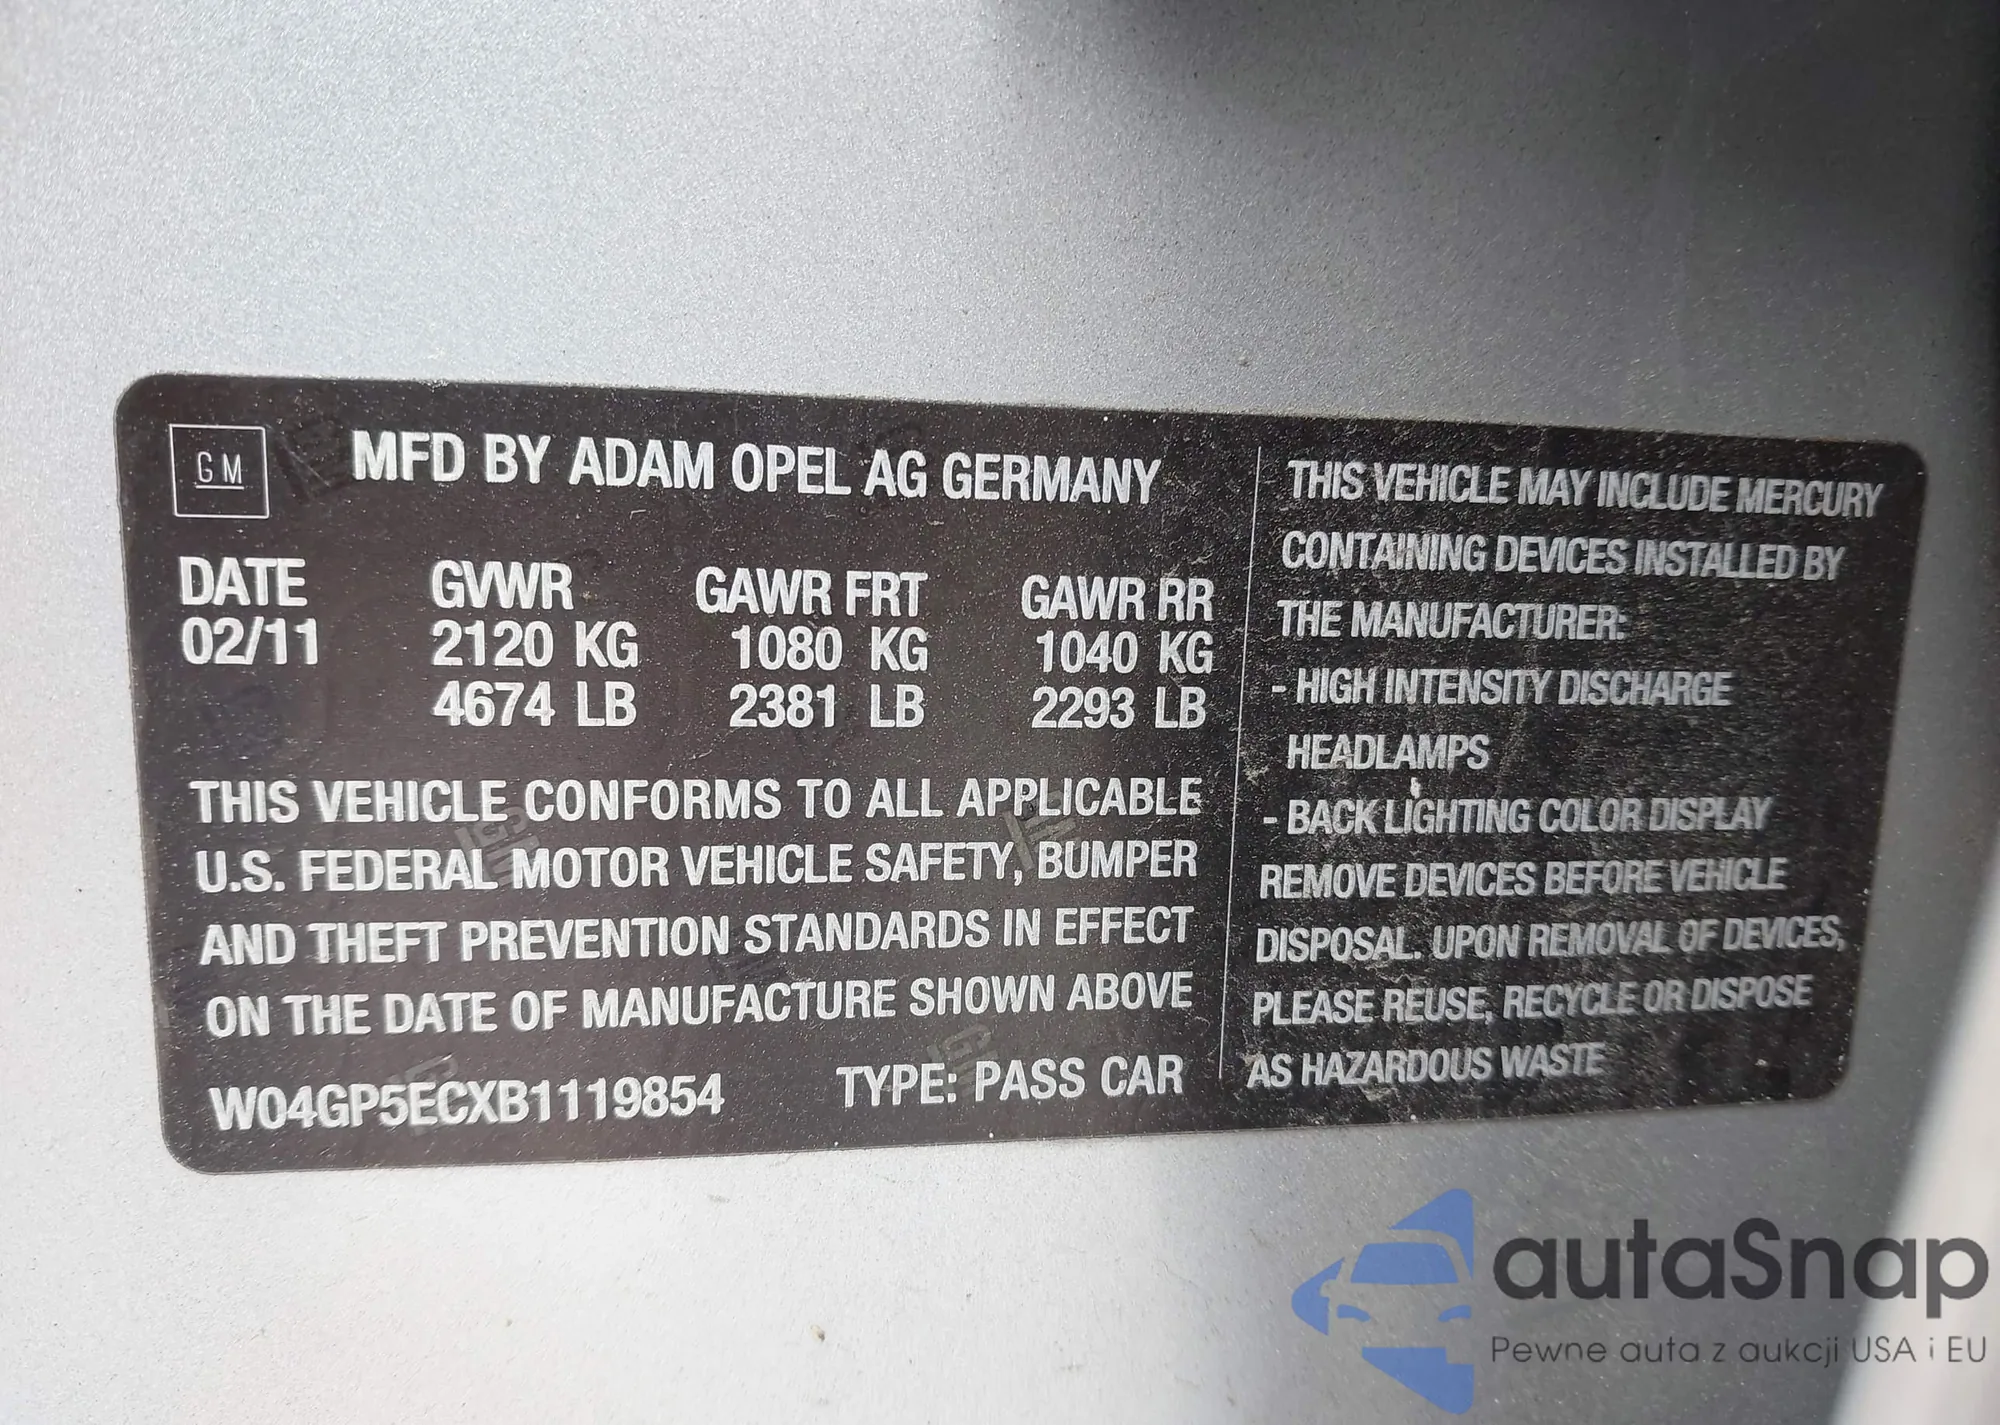 GM
MFD BY ADAM OPEL AG GERMANY
DATE GVWR GAWR FRT GAWR RR
02/11 2120 KG 1080 KG 1040 KG
4674 LB 2381 LB 2293 LB
THIS VEHICLE CONFORMS TO ALL APPLICABLE
U.S. FEDERAL MOTOR VEHICLE SAFETY, BUMPER
AND THEFT PREVENTION STANDARDS IN EFFECT
ON THE DATE OF MANUFACTURE SHOWN ABOVE
W04GP5ECXB1119854 TYPE: PASS CAR
THIS VEHICLE MAY INCLUDE MERCURY
CONTAINING DEVICES INSTALLED BY
THE MANUFACTURER:
- HIGH INTENSITY DISCHARGE
HEADLAMPS
- BACK LIGHTING COLOR DISPLAY
REMOVE DEVICES BEFORE VEHICLE
DISPOSAL. UPON REMOVAL OF DEVICES,
PLEASE REUSE, RECYCLE OR DISPOSE
AS HAZARDOUS WASTE
autaSnap
Pewne auta z aukcji USA i EU